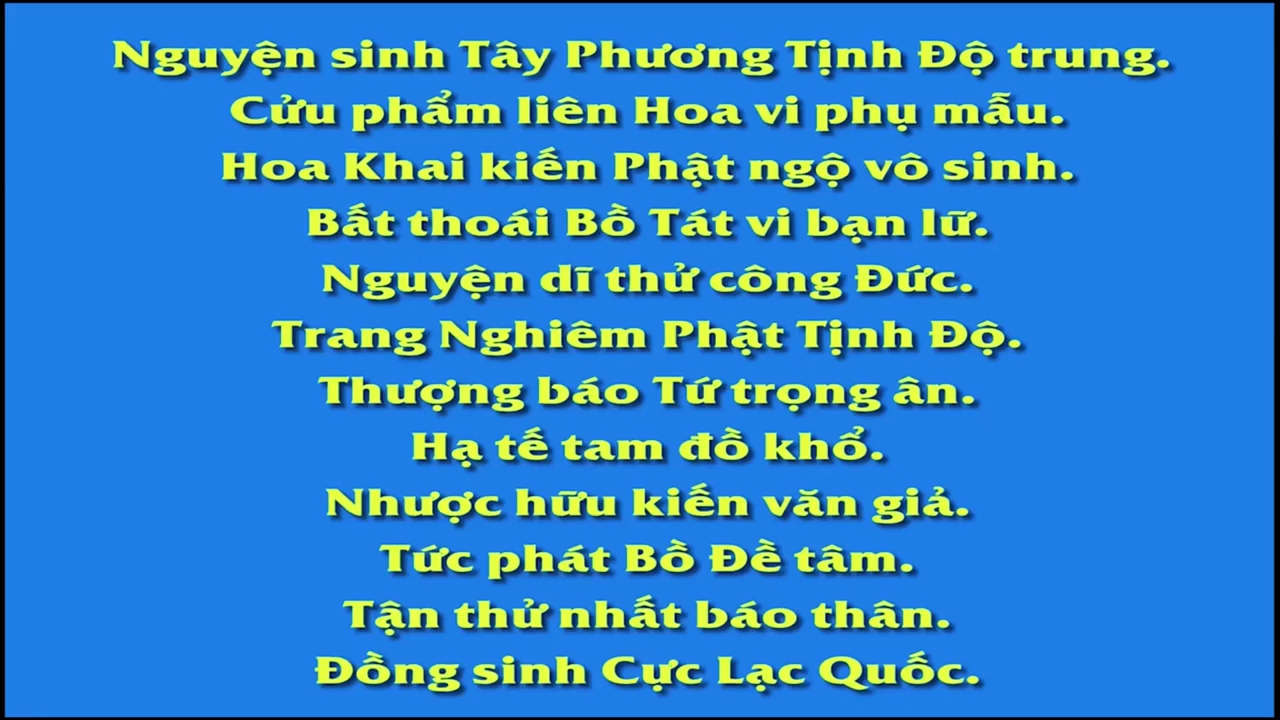 Nguyện sinh Tây Phương Tịnh Độ trung.
Cửu phẩm liên Hoa vi phụ mẫu.
Hoa Khai kiến Phật ngộ vô sinh.
Bất thoái Bồ Tát vi bạn lữ.
Nguyện dĩ thử công Đức.
Trang Nghiêm Phật Tịnh Độ.
Thượng báo Tứ trọng ân.
Hạ tế tam đồ khổ.
Nhược hữu kiến văn giả.
Tức phát Bồ Đề tâm.
Tận thử nhất báo thân.
Đồng sinh Cực Lạc Quốc.